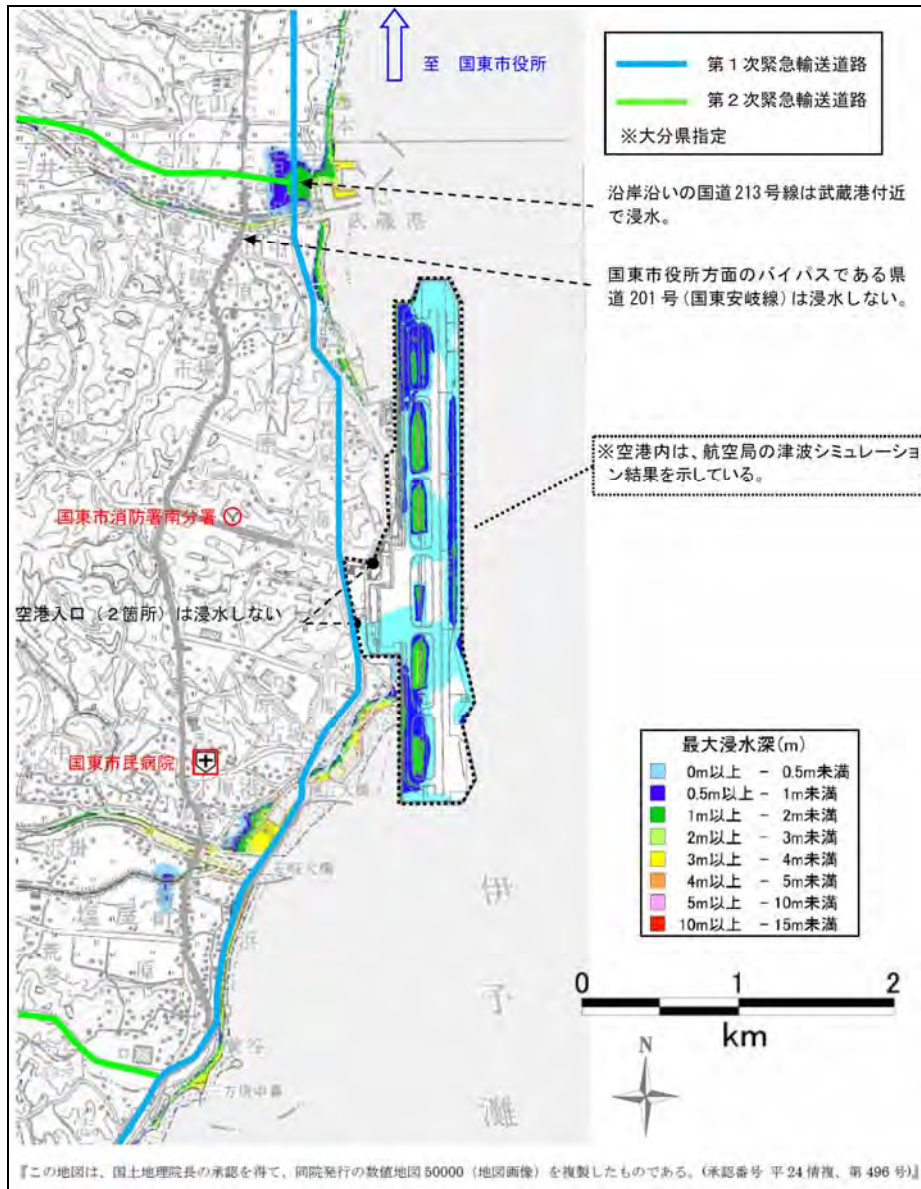 至 国東市役所
第1次緊急輸送道路
第2次緊急輸送道路
※大分県指定
沿岸沿いの国道213号線は武蔵港付近
で浸水。
武蔵港
国東市役所方面のバイパスである県
道201号(国東安岐線)は浸水しない。
※空港内は、航空局の津波シミュレーショ
ン結果を示している。
国東市消防署南分署
空港入口(2箇所)は浸水しない
国東市民病院
最大浸水深(m)
0m以上 - 0.5m未満
0.5m以上 - 1m未満
1m以上 - 2m未満
2m以上 - 3m未満
3m以上 - 4m未満
4m以上 - 5m未満
5m以上 - 10m未満
10m以上 - 15m未満
塩屋
伊
予
灘
0 1 2
km
N
『この地図は、国土地理院長の承認を得て、同院発行の数値地図50000(地図画像)を複製したものである。(承認番号 平24情複、第496号)』